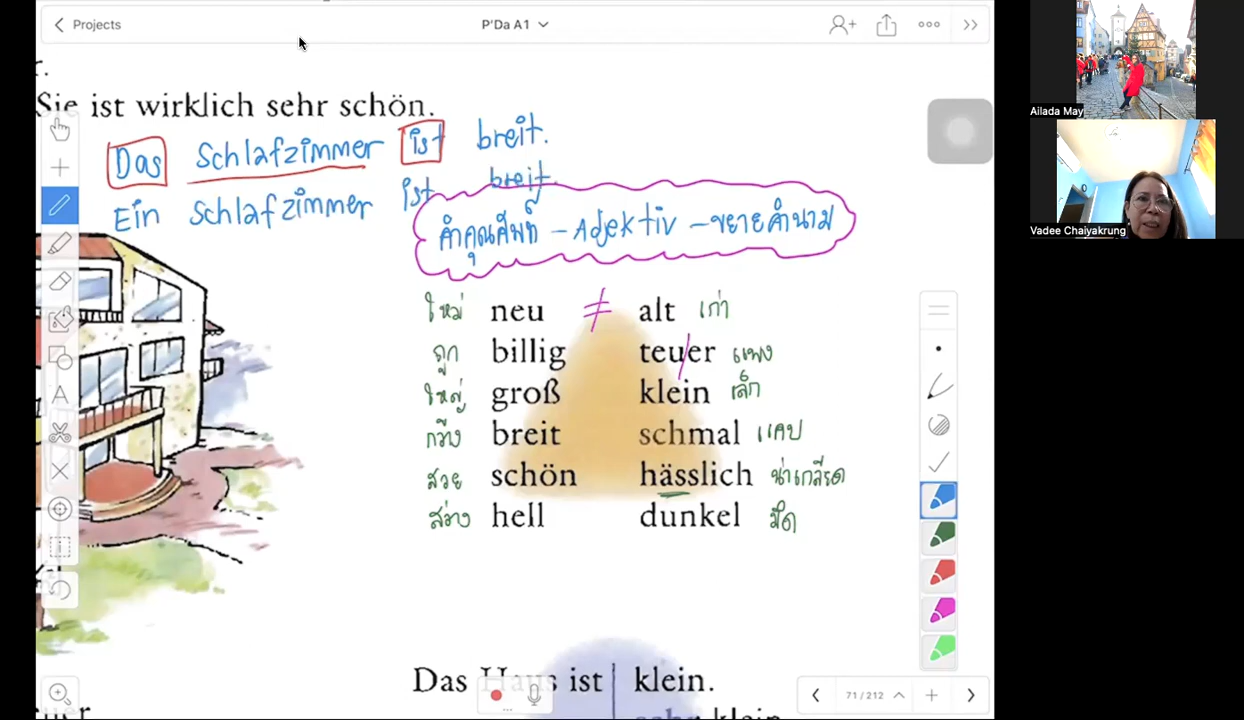 Projects
P'Da A1
r.
Sie ist wirklich sehr schön.
Das Schlafzimmer ist breit.
Ein Schlafzimmer ist breit.
คำคุณศัพท์ - Adjektiv - ขยายคำนาม
ใหม่ neu ≠ alt เก่า
ถูก billig teuer แพง
ใหญ่ groß klein เล็ก
กว้าง breit schmal แคบ
สวย schön hässlich น่าเกลียด
สว่าง hell dunkel มืด
Das Haus ist klein.
sehr klein
71 / 212
Ailada May
Vadee Chaiyakrung